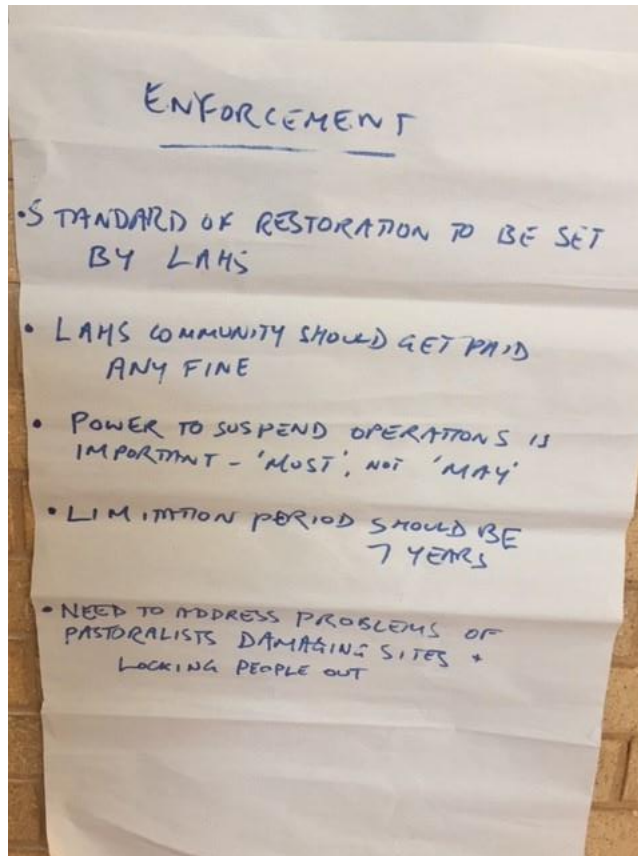 ENFORCEMENT
• STANDARD OF RESTORATION TO BE SET
BY LAHS
• LAHS COMMUNITY SHOULD GET PAID
ANY FINE
• POWER TO SUSPEND OPERATIONS IS
IMPORTANT - 'MUST', NOT 'MAY'
• LIMITATION PERIOD SHOULD BE
7 YEARS
• NEED TO ADDRESS PROBLEMS OF
PASTORALISTS DAMAGING SITES +
LOCKING PEOPLE OUT